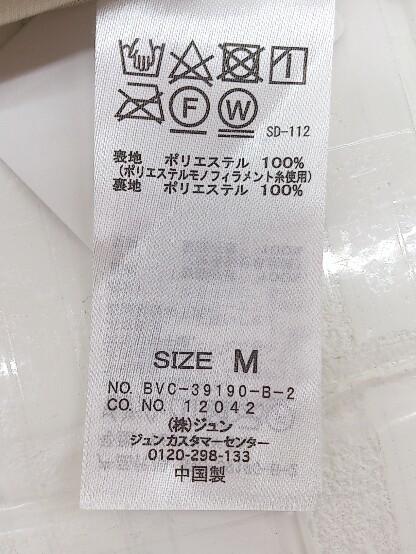 F W
SD-112
表地 ポリエステル 100%
(ポリエステルモノフィラメント糸使用)
裏地 ポリエステル 100%
SIZE M
NO. BVC-39190-B-2
CO. NO. 12042
(株)ジュン
ジュンカスタマーセンター
0120-298-133
中国製